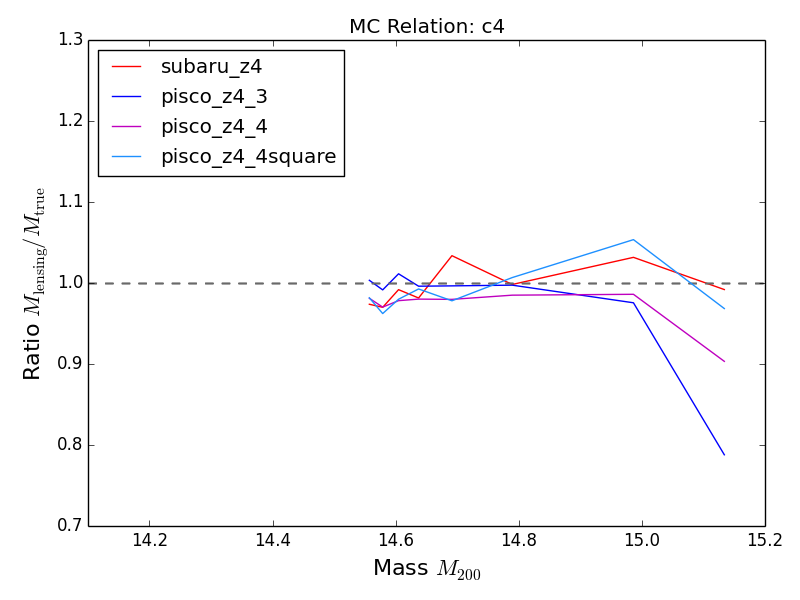 MC Relation: c4
subaru_z4
pisco_z4_3
pisco_z4_4
pisco_z4_4square
1.3
1.2
1.1
1.0
0.9
0.8
0.7
Ratio M_lensing/M_true
14.2 14.4 14.6 14.8 15.0 15.2
Mass M_200